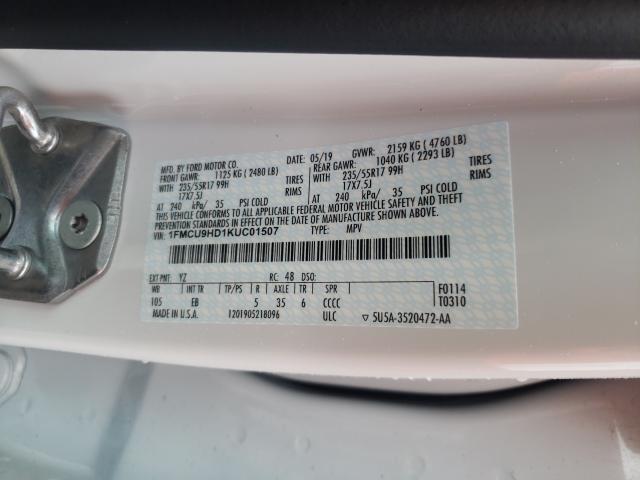 MFD. BY FORD MOTOR CO. 05/19 GVWR: 2159 KG ( 4760 LB)
FRONT GAWR: 1125 KG ( 2480 LB) REAR GAWR: 1040 KG ( 2293 LB)
WITH 235/55R17 99H TIRES WITH 235/55R17 99H TIRES
17X7.5J RIMS 17X7.5J RIMS
AT 240 kPa/ 35 PSI COLD AT 240 kPa/ 35 PSI COLD
THIS VEHICLE CONFORMS TO ALL APPLICABLE FEDERAL MOTOR VEHICLE SAFETY AND BUMPER
STANDARDS IN EFFECT ON THE DATE OF MANUFACTURE SHOWN ABOVE.
VIN: 1FMCU9HD1KUC01507 TYPE: MPV
EXT PNT: YZ RC: 48 DSO:
WB INT TR TP/PS R AXLE TR SPR F0114
105 EB 5 35 6 CCCC T0310
MADE IN U.S.A. 1201905218096 ULC ▽ 5U5A-3520472-AA